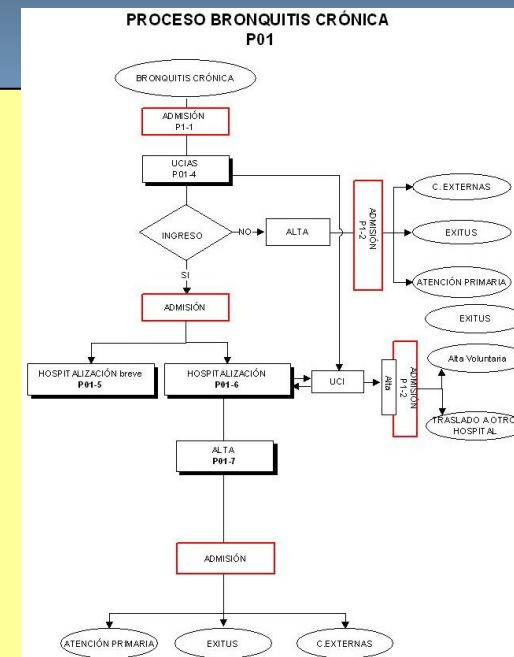 PROCESO BRONQUITIS CRÓNICA
P01
BRONQUITIS CRÓNICA
ADMISIÓN
P1-1
UCIAS
P01-4
INGRESO
NO
ALTA
ADMISIÓN
P1-2
C. EXTERNAS
EXITUS
ATENCIÓN PRIMARIA
SI
ADMISIÓN
EXITUS
HOSPITALIZACIÓN breve
P01-5
HOSPITALIZACIÓN
P01-6
UCI
Alta
ADMISIÓN
P1-2
Alta Voluntaria
TRASLADO A OTRO
HOSPITAL
ALTA
P01-7
ADMISIÓN
ATENCIÓN PRIMARIA
EXITUS
C.EXTERNAS